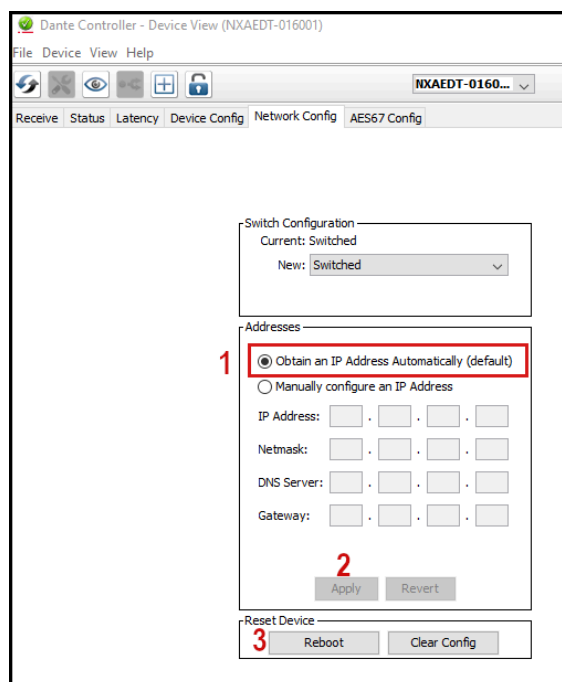 Dante Controller - Device View (NXAEDT-016001)
File Device View Help
NXAEDT-0160...
Receive Status Latency Device Config Network Config AES67 Config
Switch Configuration
Current: Switched
New: Switched
Addresses
1 Obtain an IP Address Automatically (default)
Manually configure an IP Address
IP Address: . . .
Netmask: . . .
DNS Server: . . .
Gateway: . . .
2
Apply Revert
Reset Device
3 Reboot Clear Config